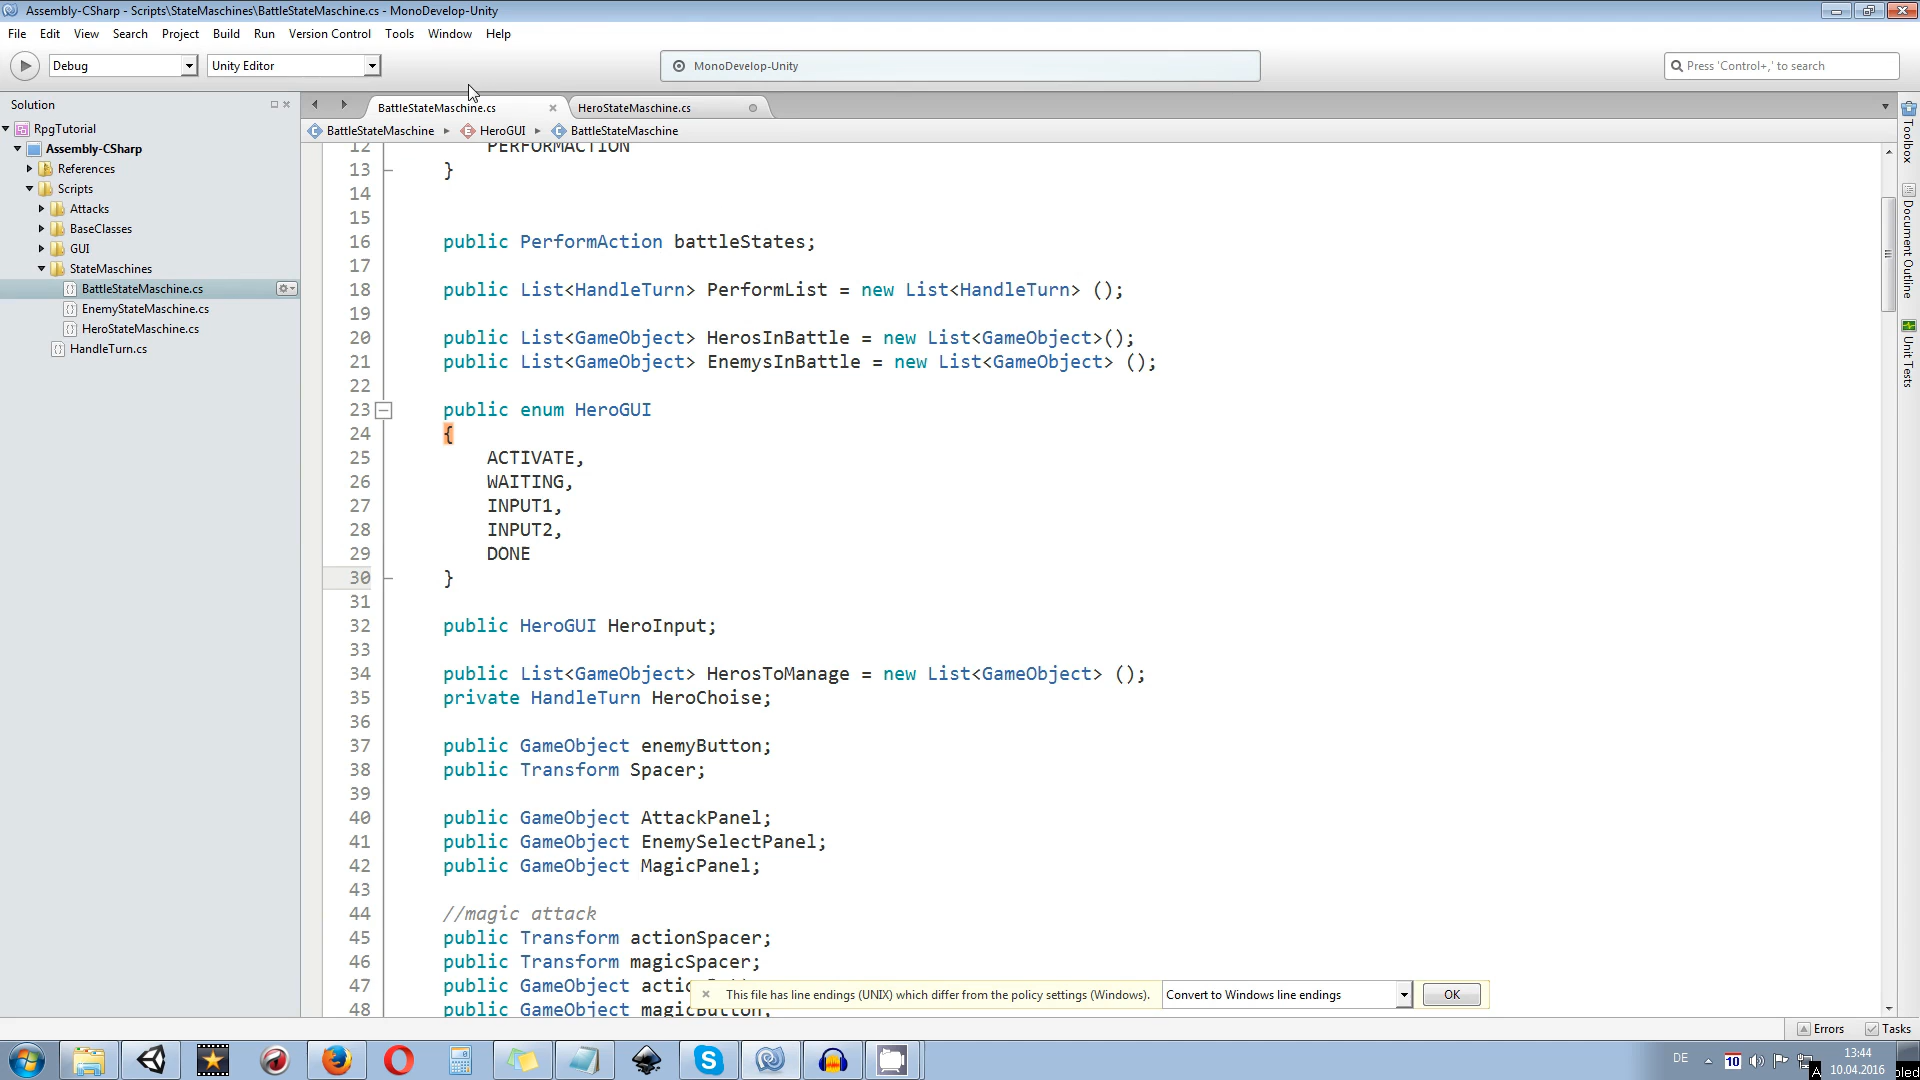 Assembly-CSharp - Scripts\StateMaschines\BattleStateMaschine.cs - MonoDevelop-Unity
File Edit View Search Project Build Run Version Control Tools Window Help
Debug Unity Editor MonoDevelop-Unity Press 'Control+,' to search
Solution
BattleStateMaschine.cs HeroStateMaschine.cs
BattleStateMaschine HeroGUI BattleStateMaschine
RpgTutorial
Assembly-CSharp
References
Scripts
Attacks
BaseClasses
GUI
StateMaschines
BattleStateMaschine.cs
EnemyStateMaschine.cs
HeroStateMaschine.cs
HandleTurn.cs
12 PERFORMACTION
13 }
14
15
16 public PerformAction battleStates;
17
18 public List<HandleTurn> PerformList = new List<HandleTurn> ();
19
20 public List<GameObject> HerosInBattle = new List<GameObject>();
21 public List<GameObject> EnemysInBattle = new List<GameObject> ();
22
23 public enum HeroGUI
24 {
25 ACTIVATE,
26 WAITING,
27 INPUT1,
28 INPUT2,
29 DONE
30 }
31
32 public HeroGUI HeroInput;
33
34 public List<GameObject> HerosToManage = new List<GameObject> ();
35 private HandleTurn HeroChoise;
36
37 public GameObject enemyButton;
38 public Transform Spacer;
39
40 public GameObject AttackPanel;
41 public GameObject EnemySelectPanel;
42 public GameObject MagicPanel;
43
44 //magic attack
45 public Transform actionSpacer;
46 public Transform magicSpacer;
47 public GameObject
48 public GameObject magicButton;
This file has line endings (UNIX) which differ from the policy settings (Windows). Convert to Windows line endings OK
Toolbox
Document Outline
Unit Tests
Errors Tasks
DE 10 13:44
10.04.2016